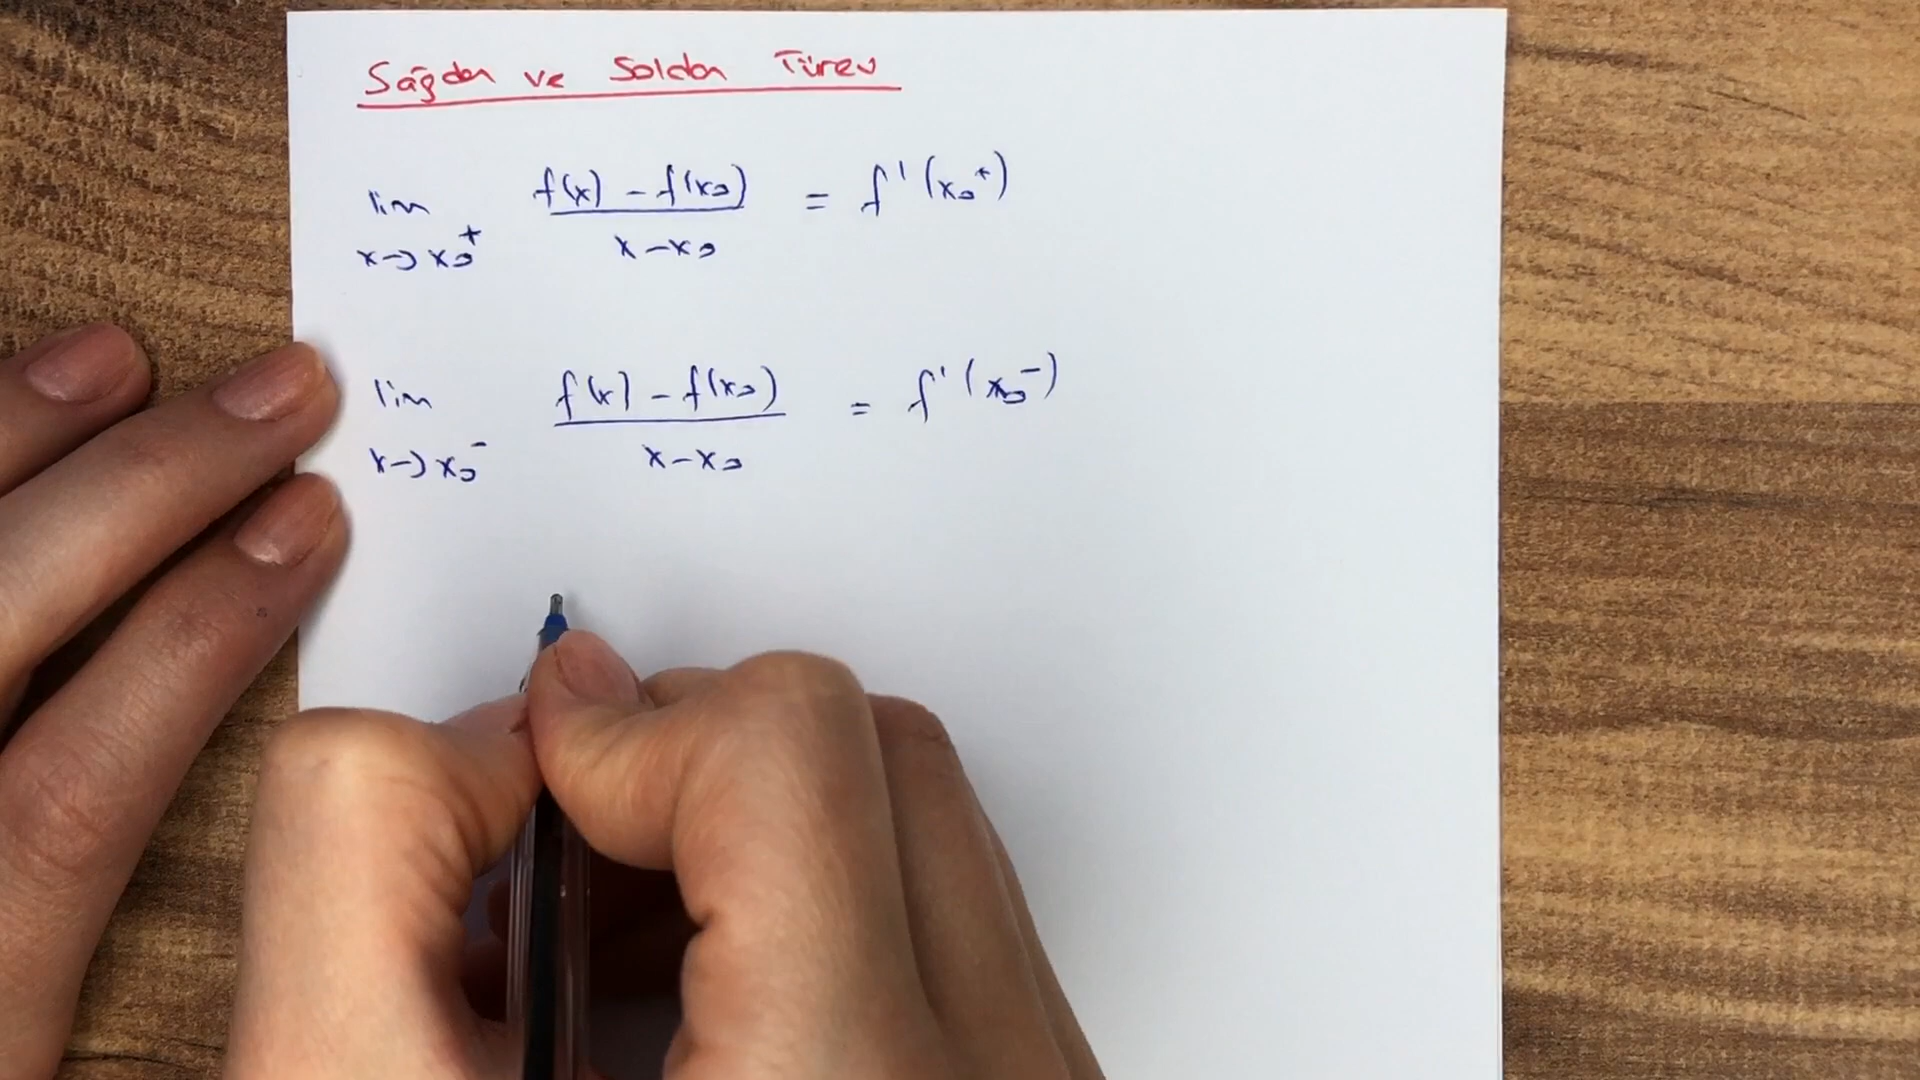 Sağdan ve Soldan Türev
lim x→x₀⁺ f(x) - f(x₀) / x-x₀ = f'(x₀⁺)
lim x→x₀⁻ f(x) - f(x₀) / x-x₀ = f'(x₀⁻)